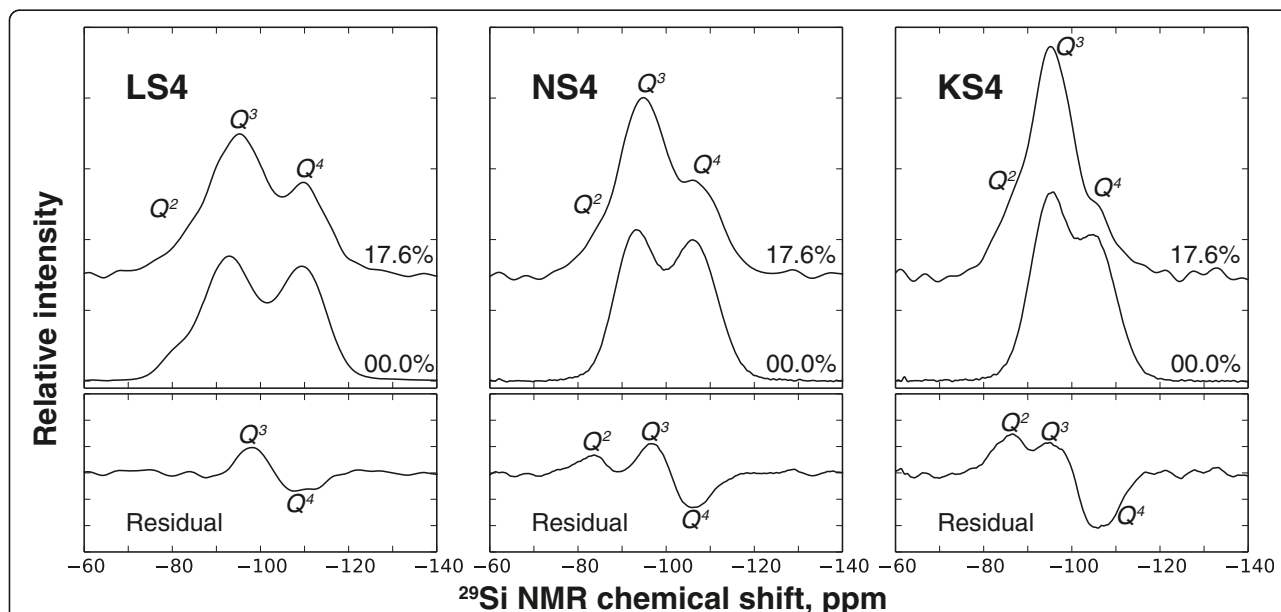 LS4
Q²
Q³
Q⁴
17.6%
00.0%
NS4
Q²
Q³
Q⁴
17.6%
00.0%
KS4
Q²
Q³
Q⁴
17.6%
00.0%
Relative intensity
Q³
Q⁴
Residual
Q²
Q³
Q⁴
Residual
Q²
Q³
Q⁴
Residual
−60 −80 −100 −120 −140
−60 −80 −100 −120 −140
−60 −80 −100 −120 −140
²⁹Si NMR chemical shift, ppm